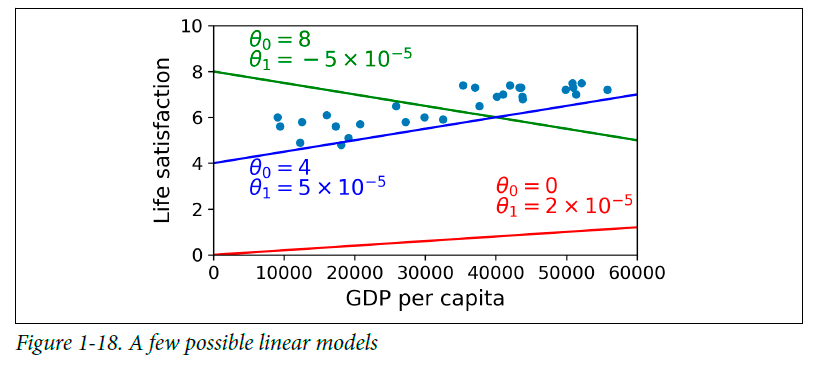 10
8
6
4
2
0
Life satisfaction
θ₀ = 8
θ₁ = − 5 × 10⁻⁵
θ₀ = 4
θ₁ = 5 × 10⁻⁵
θ₀ = 0
θ₁ = 2 × 10⁻⁵
0 10000 20000 30000 40000 50000 60000
GDP per capita
Figure 1-18. A few possible linear models